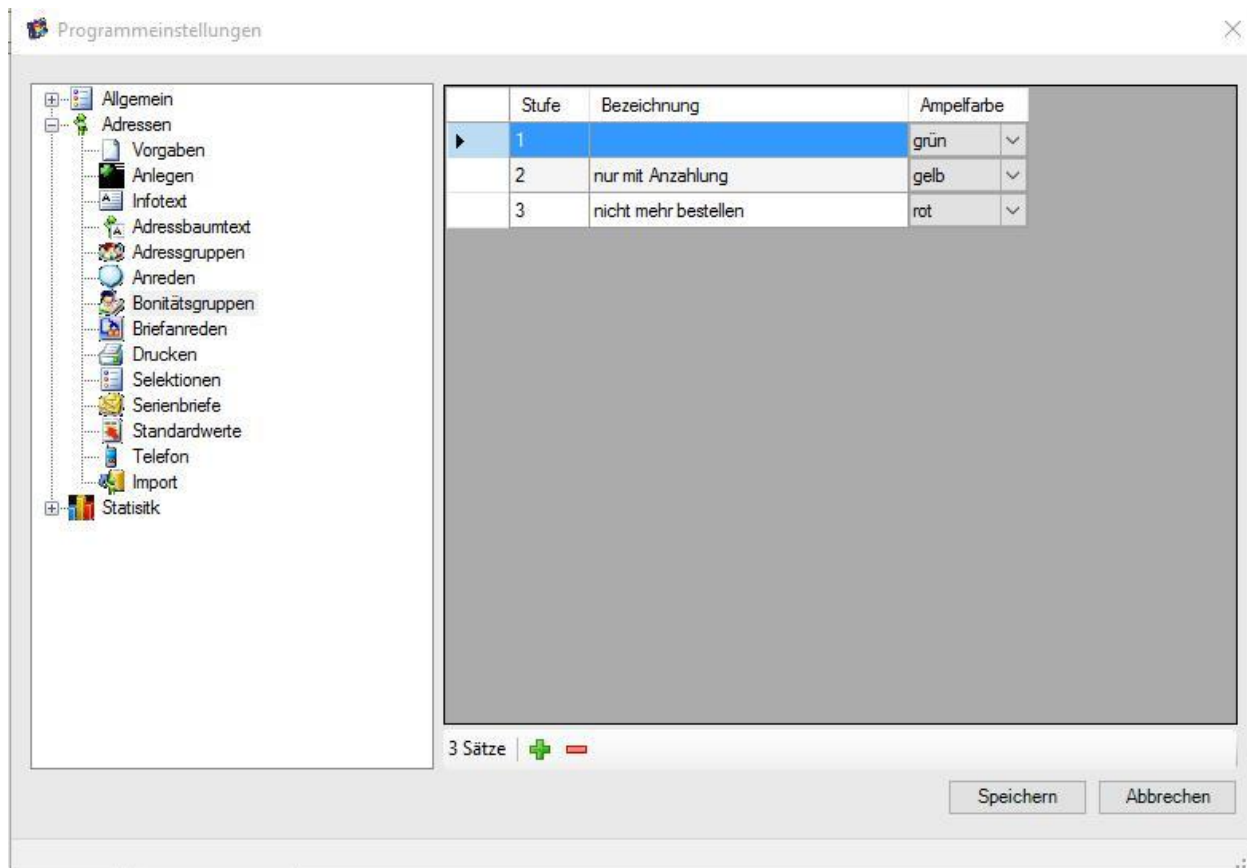 Programmeinstellungen
Allgemein
Adressen
Vorgaben
Anlegen
Infotext
Adressbaumtext
Adressgruppen
Anreden
Bonitätsgruppen
Briefanreden
Drucken
Selektionen
Serienbriefe
Standardwerte
Telefon
Import
Statisitk
Stufe Bezeichnung Ampelfarbe
1 grün
2 nur mit Anzahlung gelb
3 nicht mehr bestellen rot
3 Sätze
Speichern Abbrechen